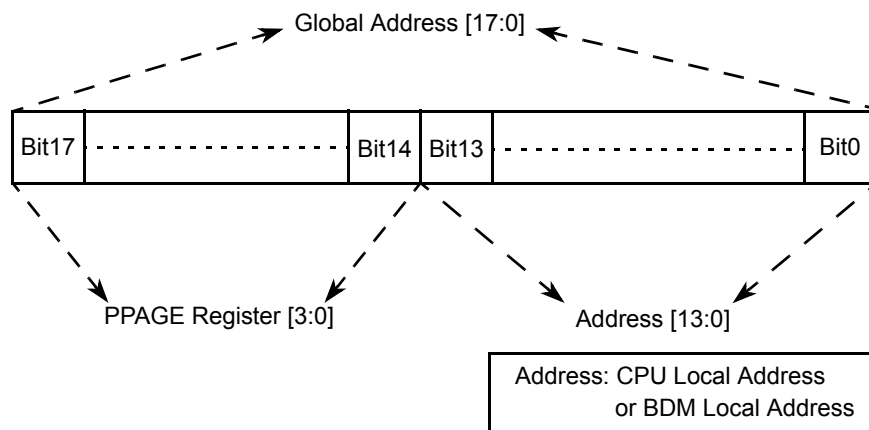 Global Address [17:0]
Bit17
Bit14
Bit13
Bit0
PPAGE Register [3:0]
Address [13:0]
Address: CPU Local Address
or BDM Local Address